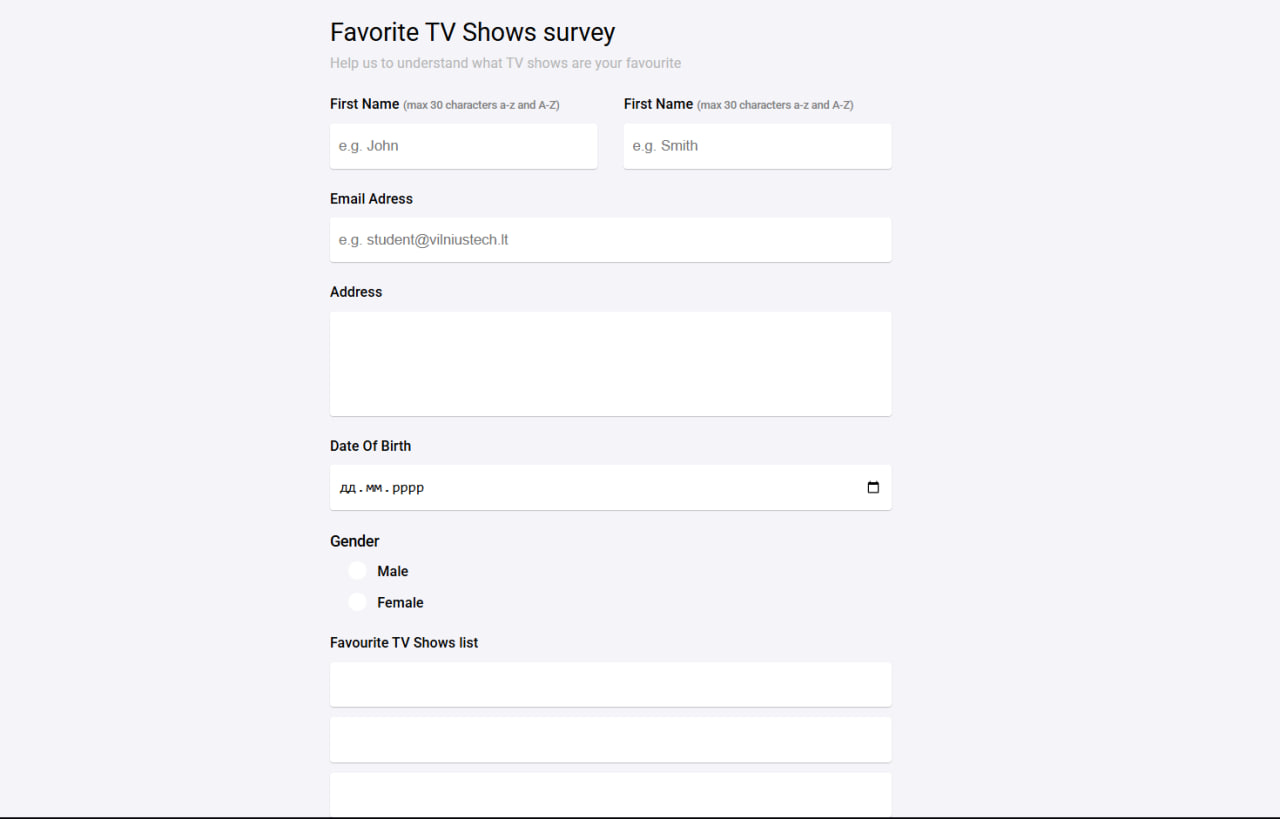 Favorite TV Shows survey
Help us to understand what TV shows are your favourite
First Name (max 30 characters a-z and A-Z)
First Name (max 30 characters a-z and A-Z)
e.g. John
e.g. Smith
Email Adress
e.g. student@vilniustech.lt
Address
Date Of Birth
дд.мм.рррр
Gender
Male
Female
Favourite TV Shows list